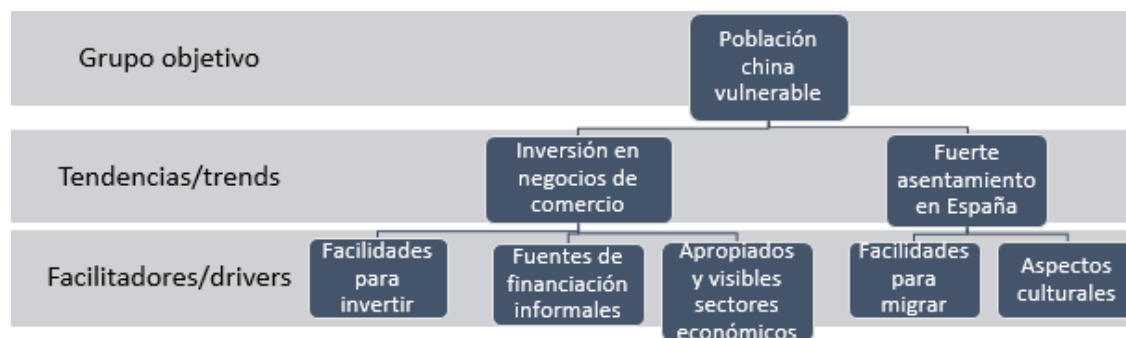 Grupo objetivo
Población
china
vulnerable
Tendencias/trends
Inversión en
negocios de
comercio
Fuerte
asentamiento
en España
Facilitadores/drivers
Facilidades
para
invertir
Fuentes de
financiación
informales
Apropiados
y visibles
sectores
económicos
Facilidades
para
migrar
Aspectos
culturales